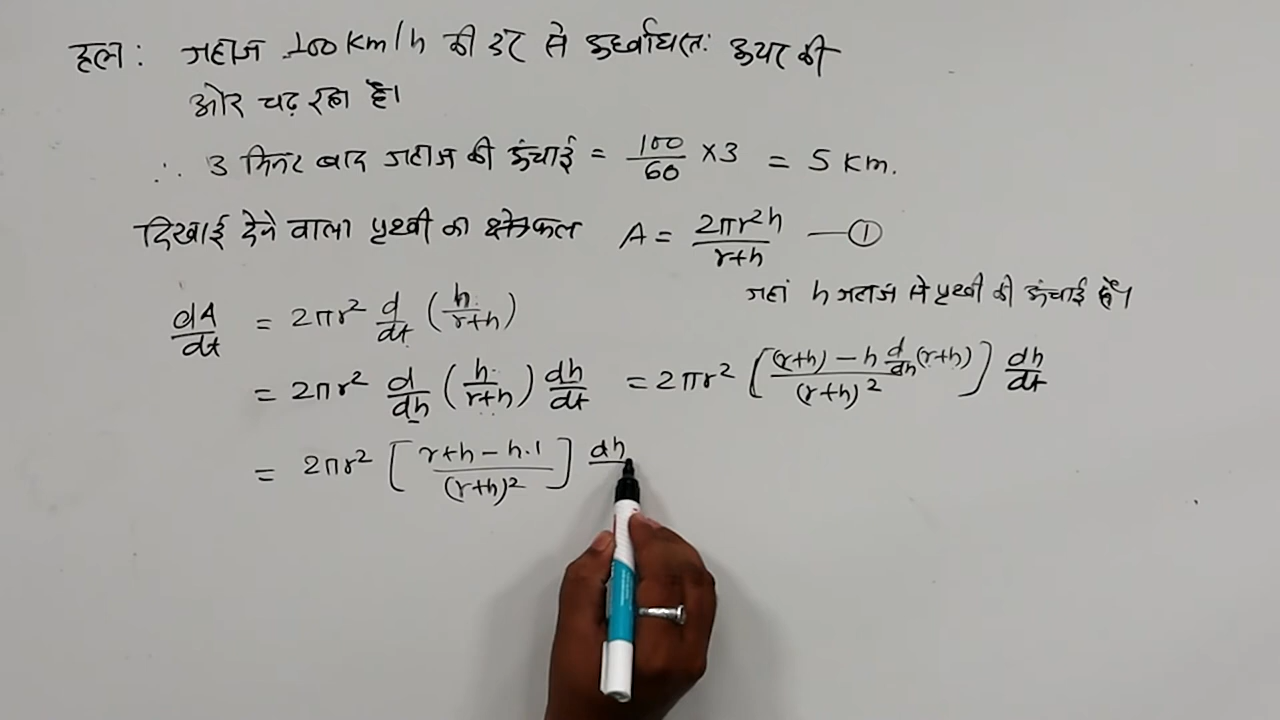 हल : जहाज 100 Km/h की दर से ऊर्ध्वाधरतः ऊपर की
ओर चढ़ रहा है।
∴ 3 मिनट बाद जहाज की ऊंचाई = 100/60 × 3 = 5 Km.
दिखाई देने वाला पृथ्वी का क्षेत्रफल A = 2πr²h/(r+h) — ①
जहां h जहाज से पृथ्वी की ऊंचाई है।
dA/dt = 2πr² d/dt (h/(r+h))
= 2πr² d/dh (h/(r+h)) dh/dt = 2πr² [((r+h) – h d/dh (r+h))/(r+h)²] dh/dt
= 2πr² [(r+h – h.1)/(r+h)²] dh